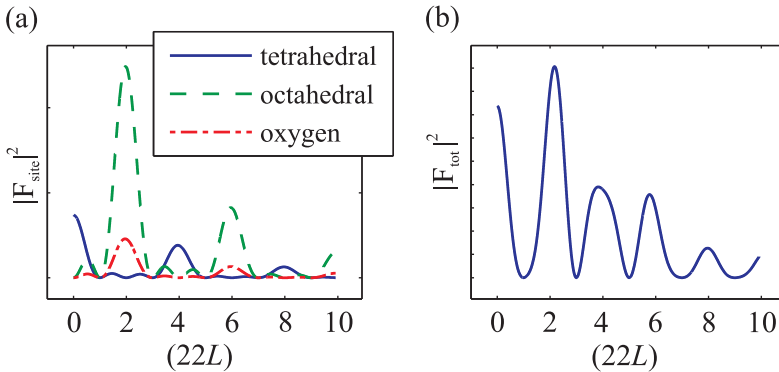 (a)
tetrahedral
octahedral
oxygen
|F_site|^2
0 2 4 6 8 10
(22L)
(b)
|F_tot|^2
0 2 4 6 8 10
(22L)